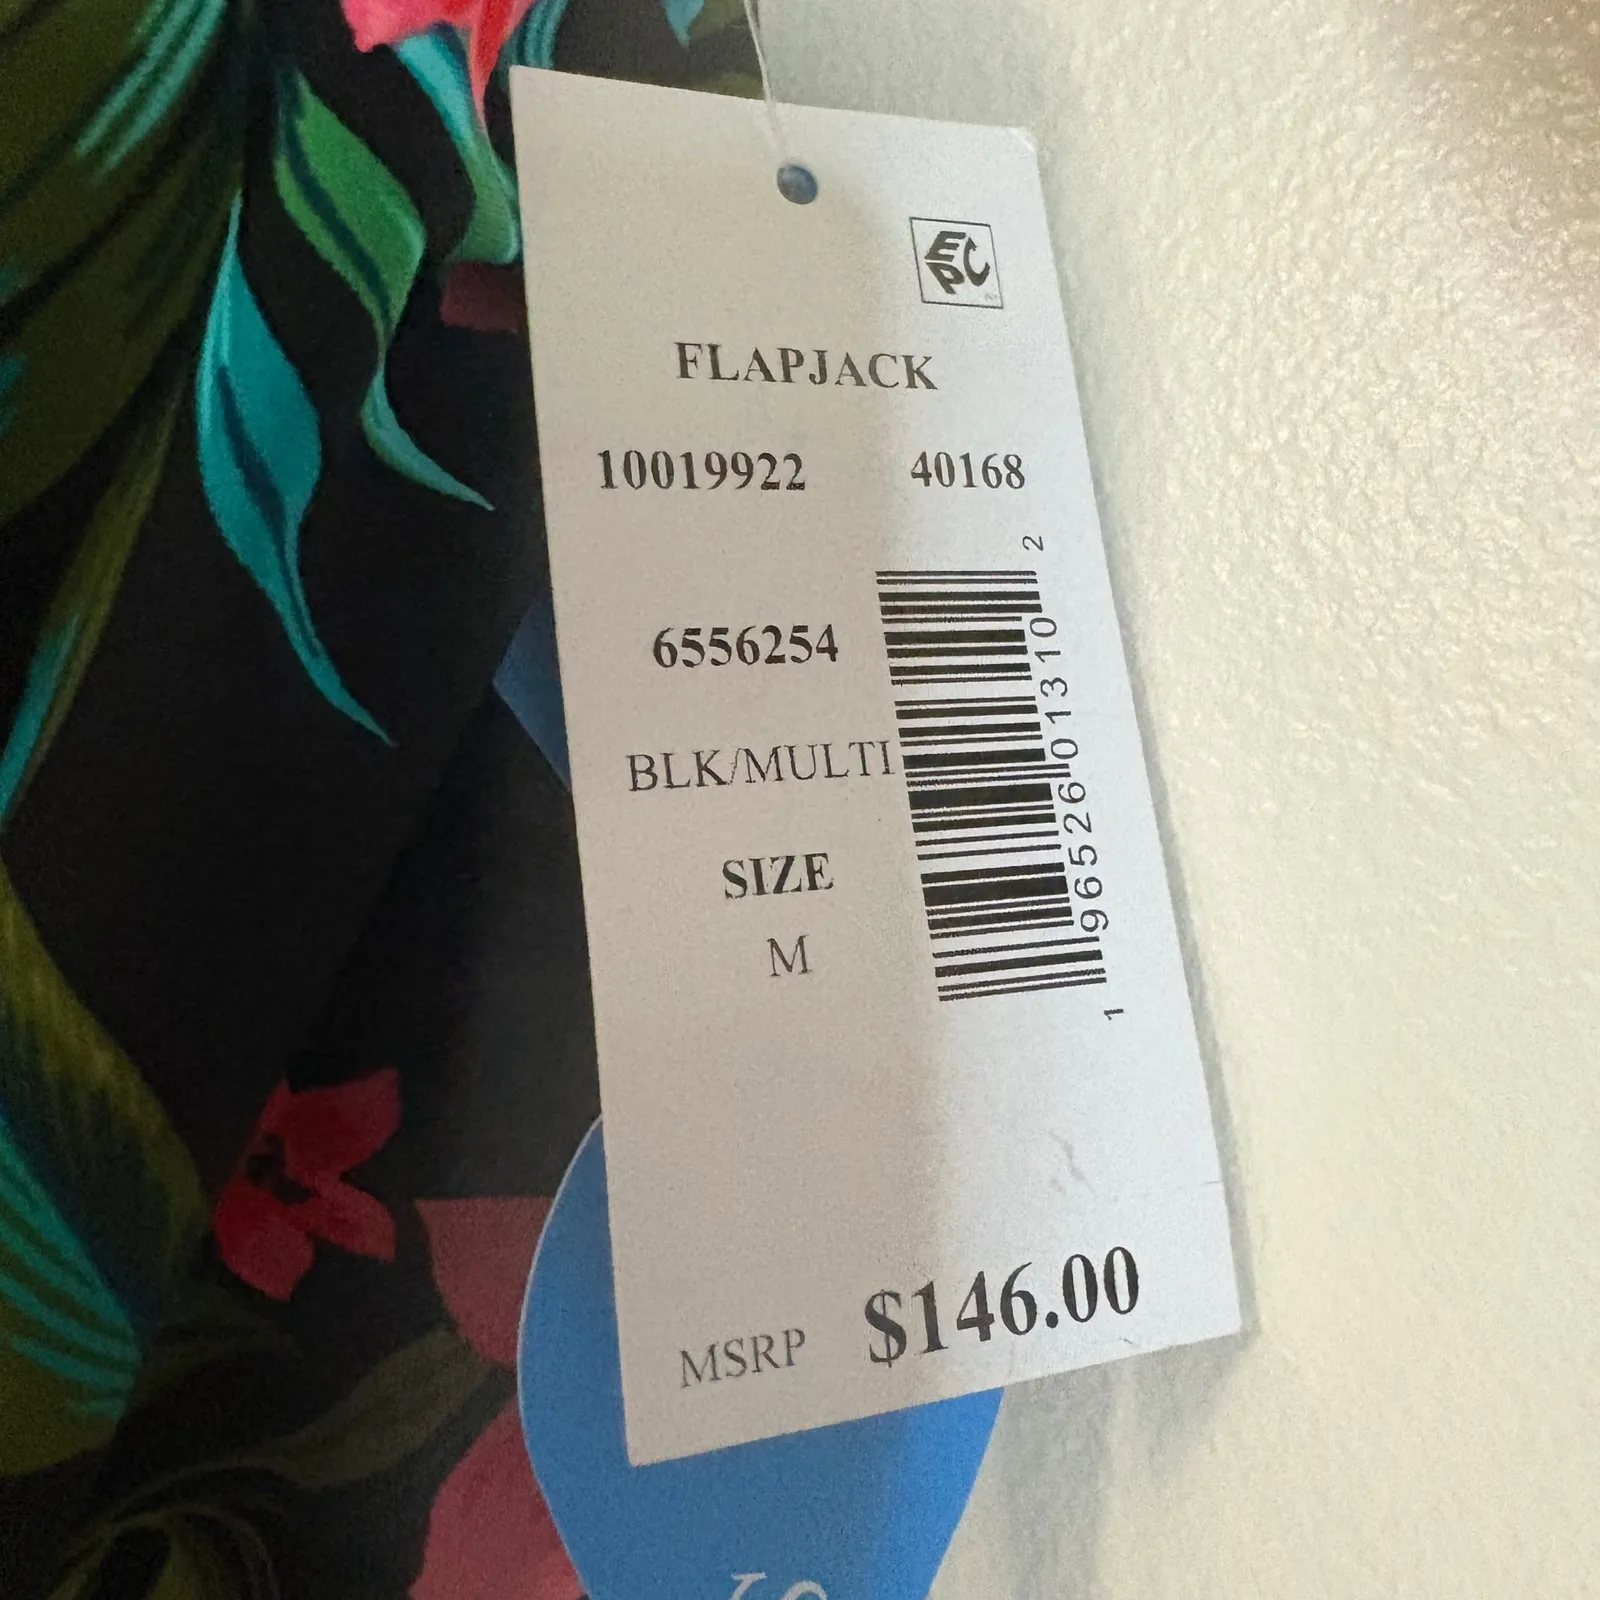 EPC
FLAPJACK
10019922 40168
6556254
BLK/MULTI
SIZE
M
1 96526 01310 2
MSRP $146.00